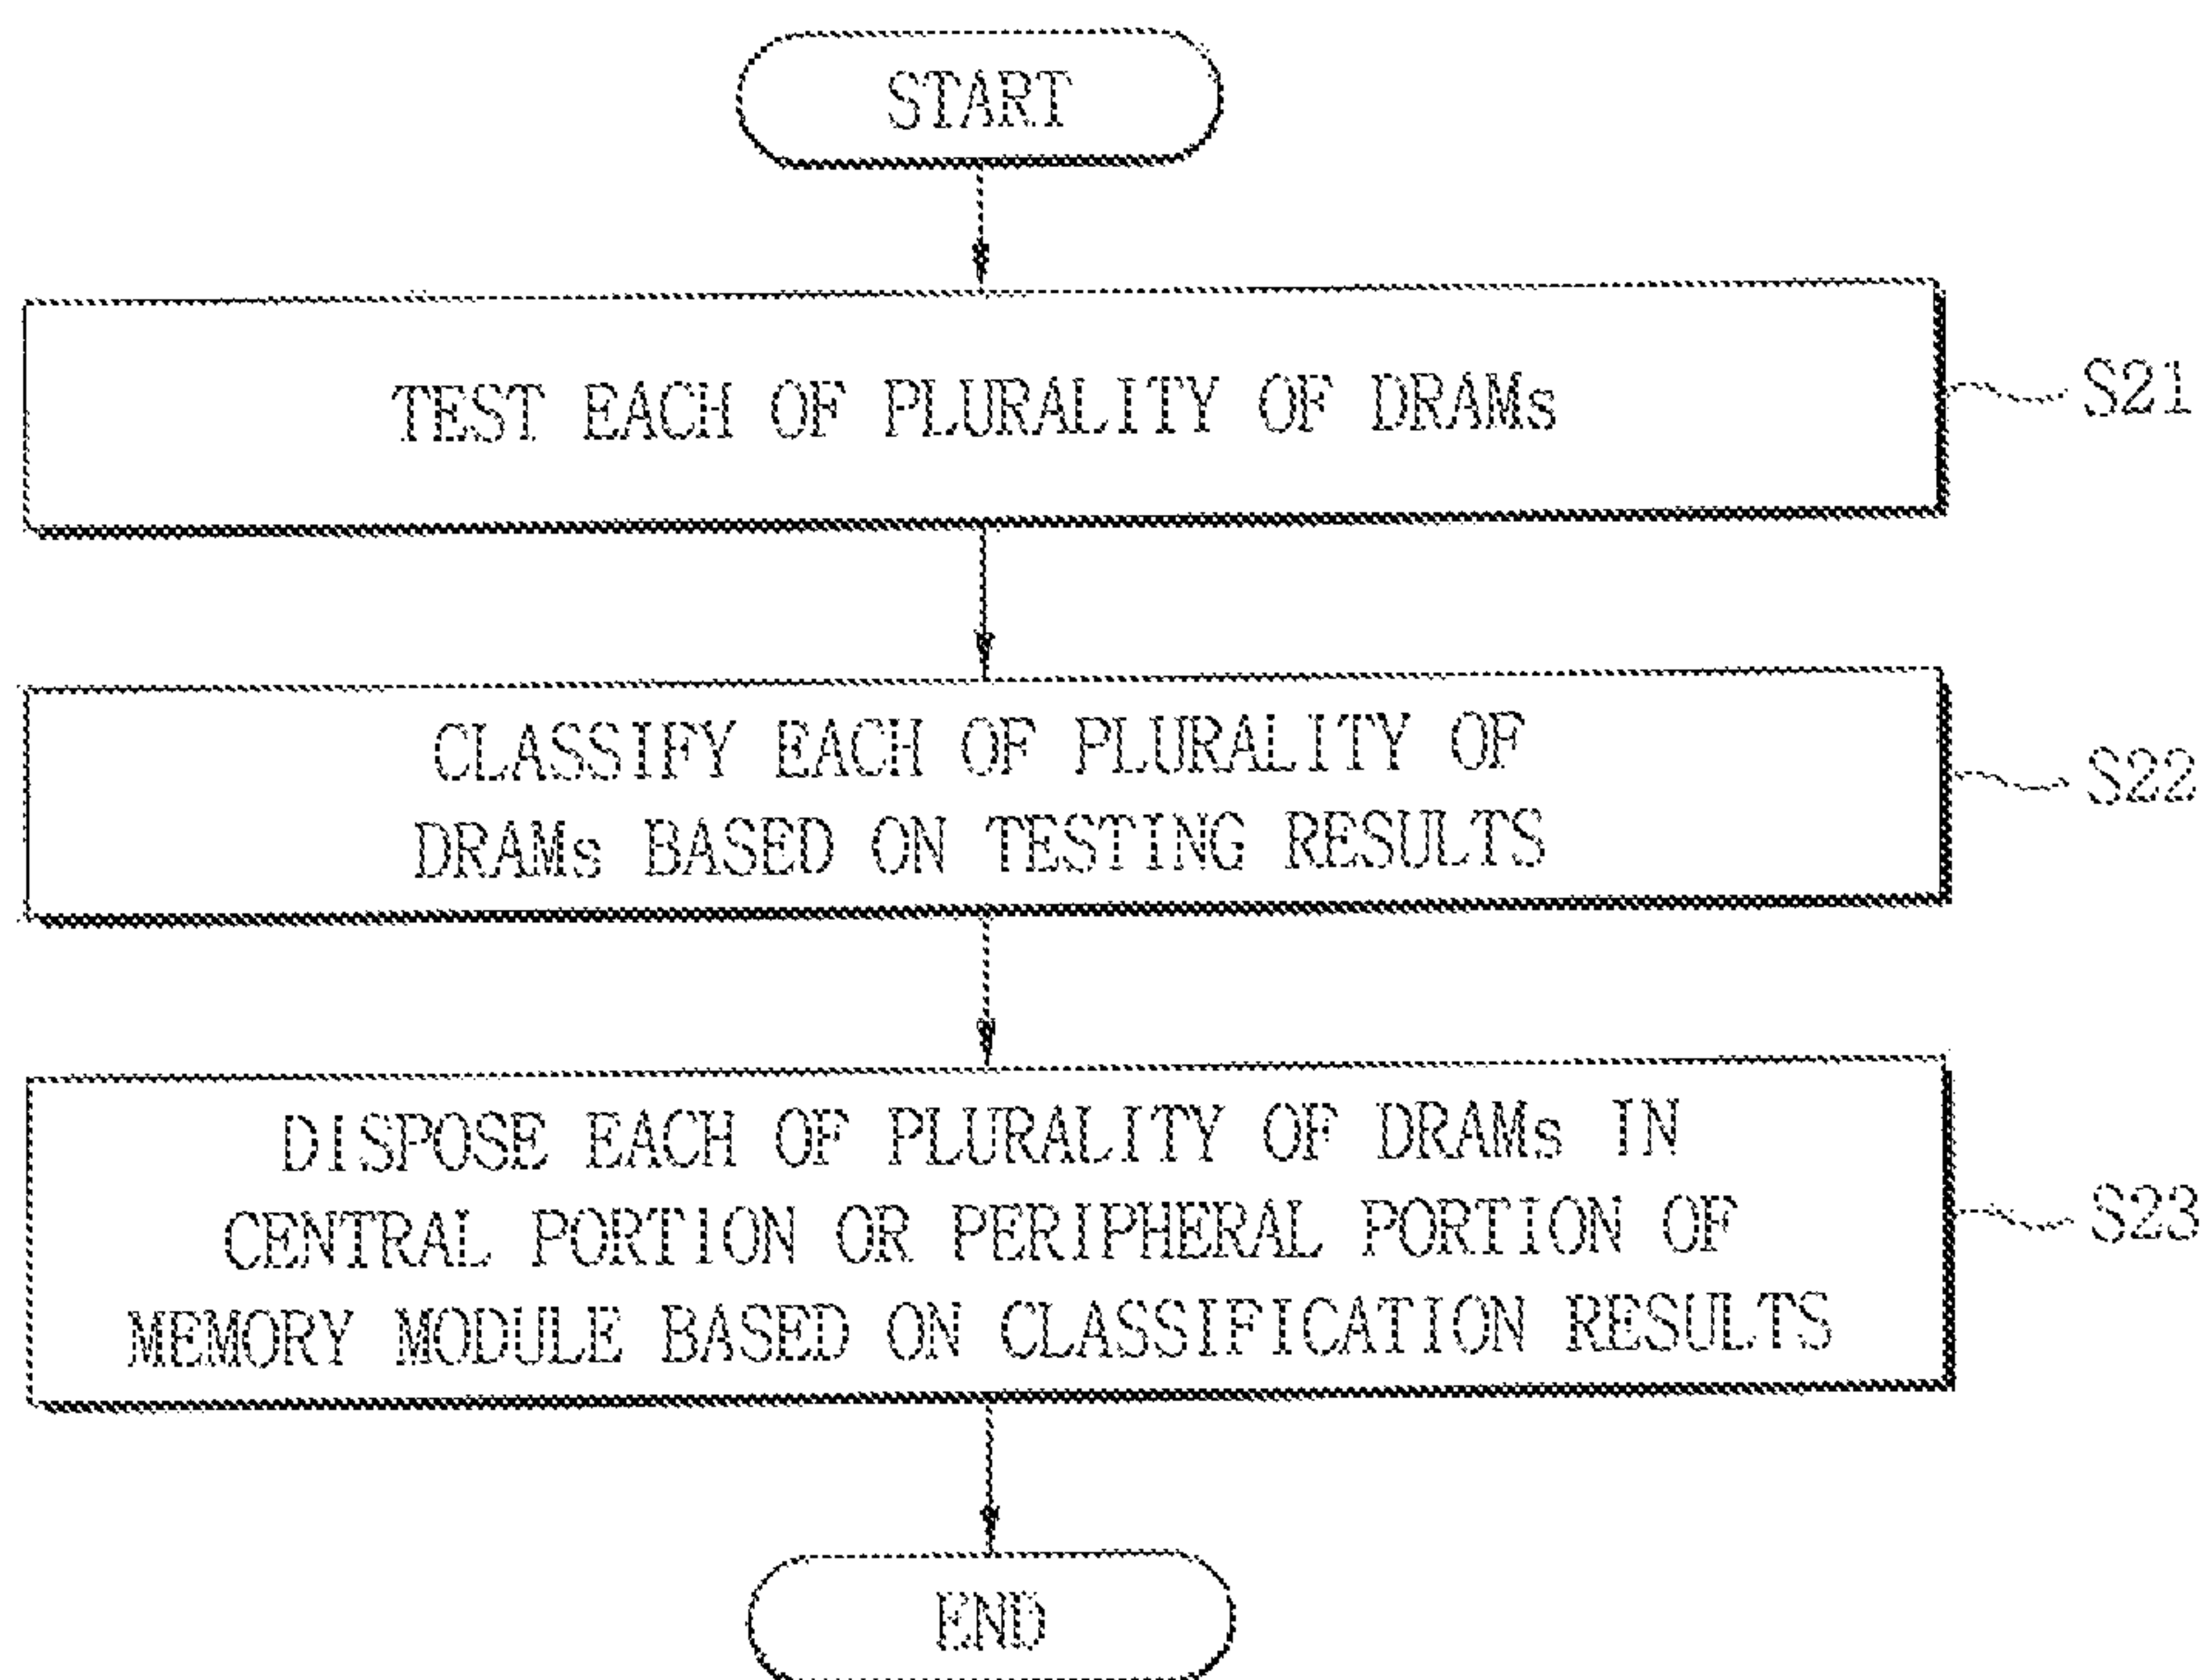 START
TEST EACH OF PLURALITY OF DRAMs
S21
CLASSIFY EACH OF PLURALITY OF
DRAMs BASED ON TESTING RESULTS
S22
DISPOSE EACH OF PLURALITY OF DRAMs IN
CENTRAL PORTION OR PERIPHERAL PORTION OF
MEMORY MODULE BASED ON CLASSIFICATION RESULTS
S23
END